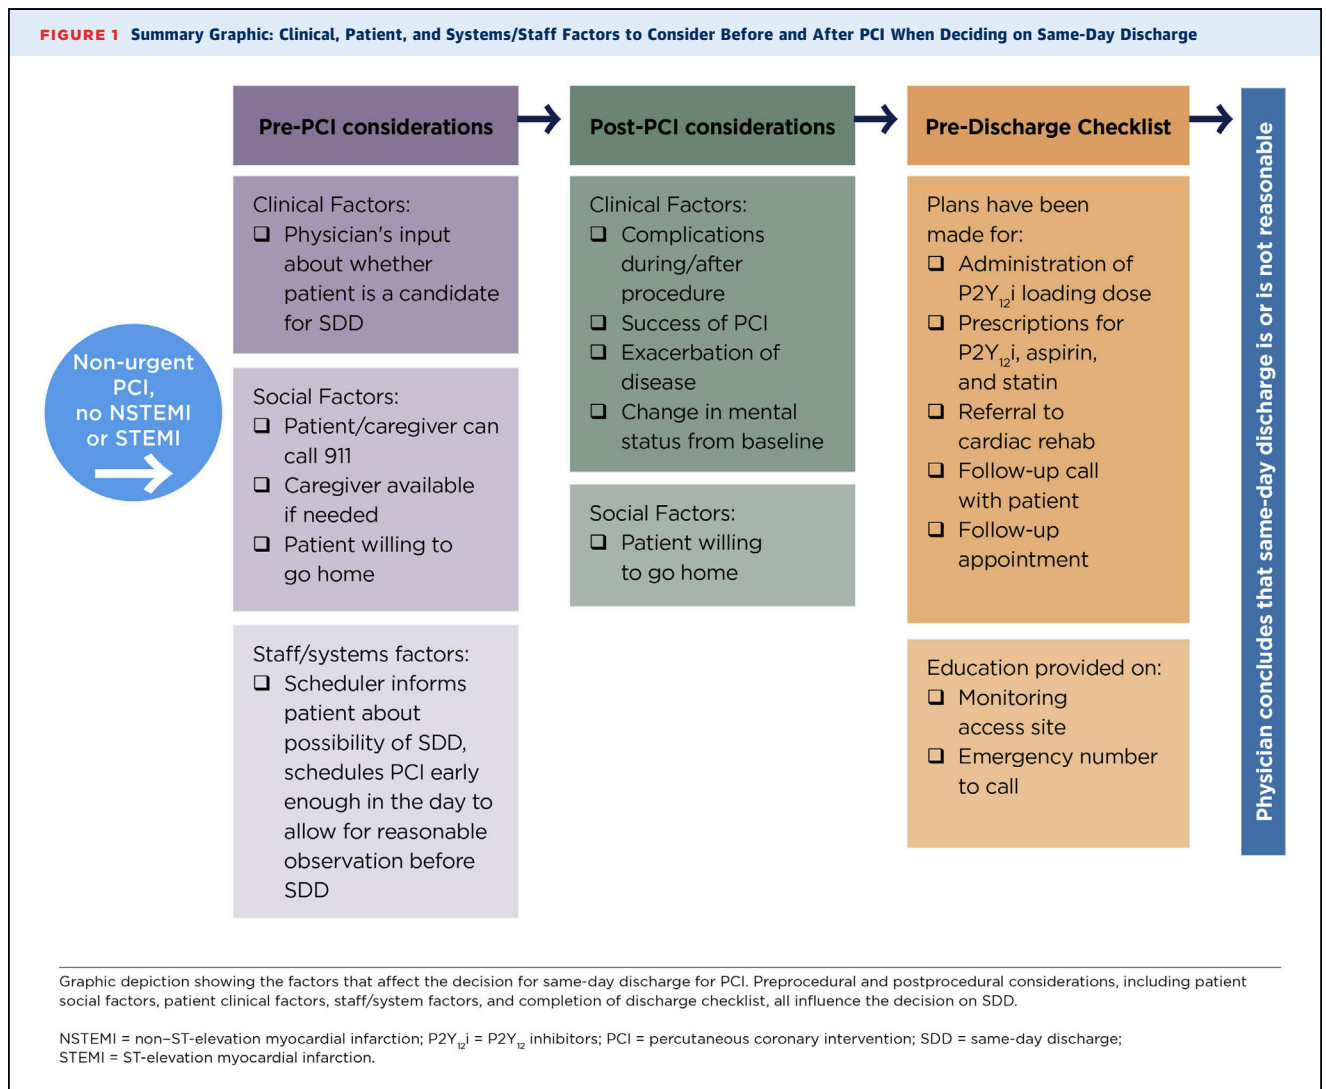 FIGURE 1 Summary Graphic: Clinical, Patient, and Systems/Staff Factors to Consider Before and After PCI When Deciding on Same-Day Discharge
Non-urgent
PCI,
no NSTEMI
or STEMI
Pre-PCI considerations
Clinical Factors:
❑ Physician's input
about whether
patient is a candidate
for SDD
Social Factors:
❑ Patient/caregiver can
call 911
❑ Caregiver available
if needed
❑ Patient willing to
go home
Staff/systems factors:
❑ Scheduler informs
patient about
possibility of SDD,
schedules PCI early
enough in the day to
allow for reasonable
observation before
SDD
Post-PCI considerations
Clinical Factors:
❑ Complications
during/after
procedure
❑ Success of PCI
❑ Exacerbation of
disease
❑ Change in mental
status from baseline
Social Factors:
❑ Patient willing
to go home
Pre-Discharge Checklist
Plans have been
made for:
❑ Administration of
P2Y₁₂i loading dose
❑ Prescriptions for
P2Y₁₂i, aspirin,
and statin
❑ Referral to
cardiac rehab
❑ Follow-up call
with patient
❑ Follow-up
appointment
Education provided on:
❑ Monitoring
access site
❑ Emergency number
to call
Physician concludes that same-day discharge is or is not reasonable
Graphic depiction showing the factors that affect the decision for same-day discharge for PCI. Preprocedural and postprocedural considerations, including patient
social factors, patient clinical factors, staff/system factors, and completion of discharge checklist, all influence the decision on SDD.
NSTEMI = non–ST-elevation myocardial infarction; P2Y₁₂i = P2Y₁₂ inhibitors; PCI = percutaneous coronary intervention; SDD = same-day discharge;
STEMI = ST-elevation myocardial infarction.